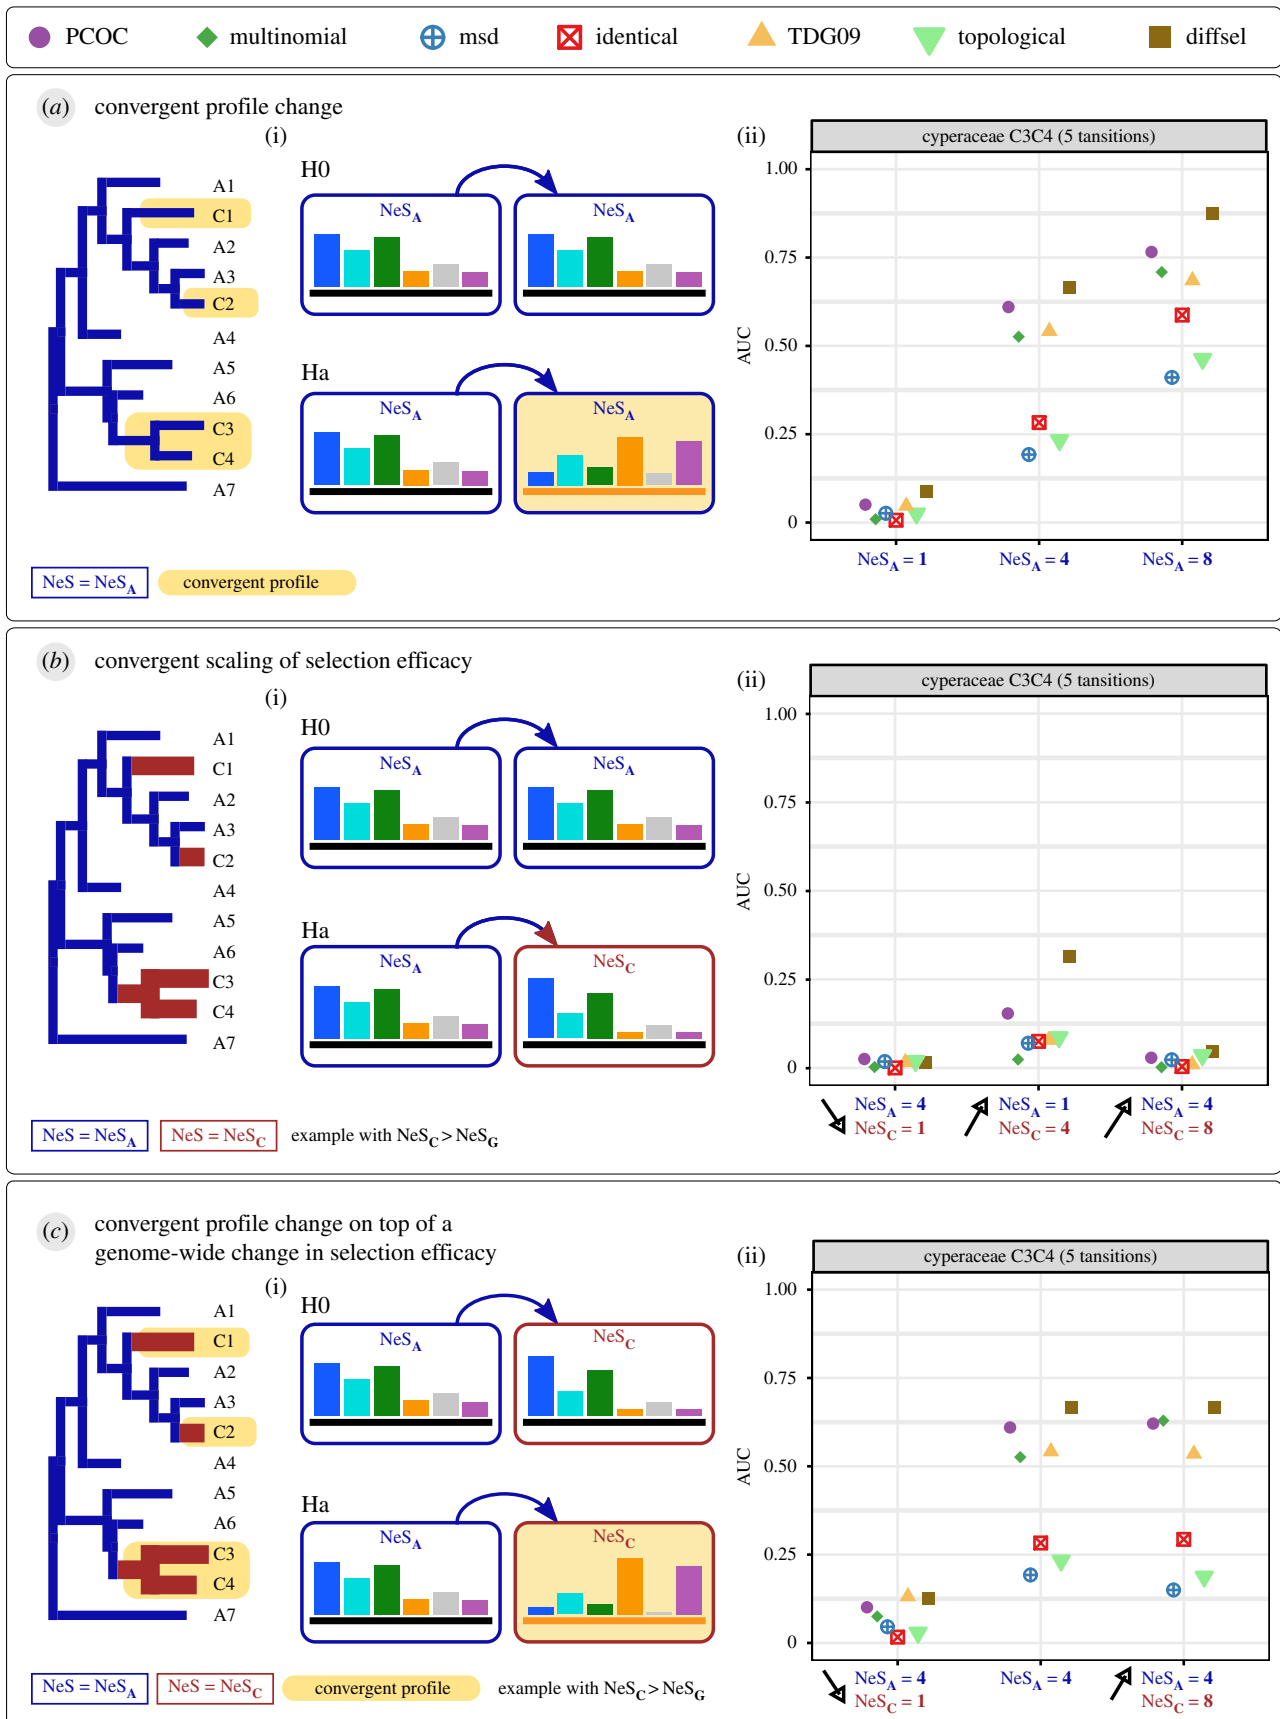 PCOC multinomial msd identical TDG09 topological diffsel
(a) convergent profile change
(i)
(ii)
cyperaceae C3C4 (5 tansitions)
A1
C1
A2
A3
C2
A4
A5
A6
C3
C4
A7
H0
NeSA NeSA
Ha
NeSA NeSA
AUC
1.00
0.75
0.50
0.25
0
NeSA = 1 NeSA = 4 NeSA = 8
NeS = NeSA convergent profile
(b) convergent scaling of selection efficacy
(i)
(ii)
cyperaceae C3C4 (5 tansitions)
A1
C1
A2
A3
C2
A4
A5
A6
C3
C4
A7
H0
NeSA NeSA
Ha
NeSA NeSC
AUC
1.00
0.75
0.50
0.25
0
NeSA = 4 NeSA = 1 NeSA = 4
NeSC = 1 NeSC = 4 NeSC = 8
NeS = NeSA NeS = NeSC example with NeSC > NeSG
(c) convergent profile change on top of a
genome-wide change in selection efficacy
(i)
(ii)
cyperaceae C3C4 (5 tansitions)
A1
C1
A2
A3
C2
A4
A5
A6
C3
C4
A7
H0
NeSA NeSC
Ha
NeSA NeSC
AUC
1.00
0.75
0.50
0.25
0
NeSA = 4 NeSA = 4 NeSA = 4
NeSC = 1 NeSC = 8
NeS = NeSA NeS = NeSC convergent profile example with NeSC > NeSG